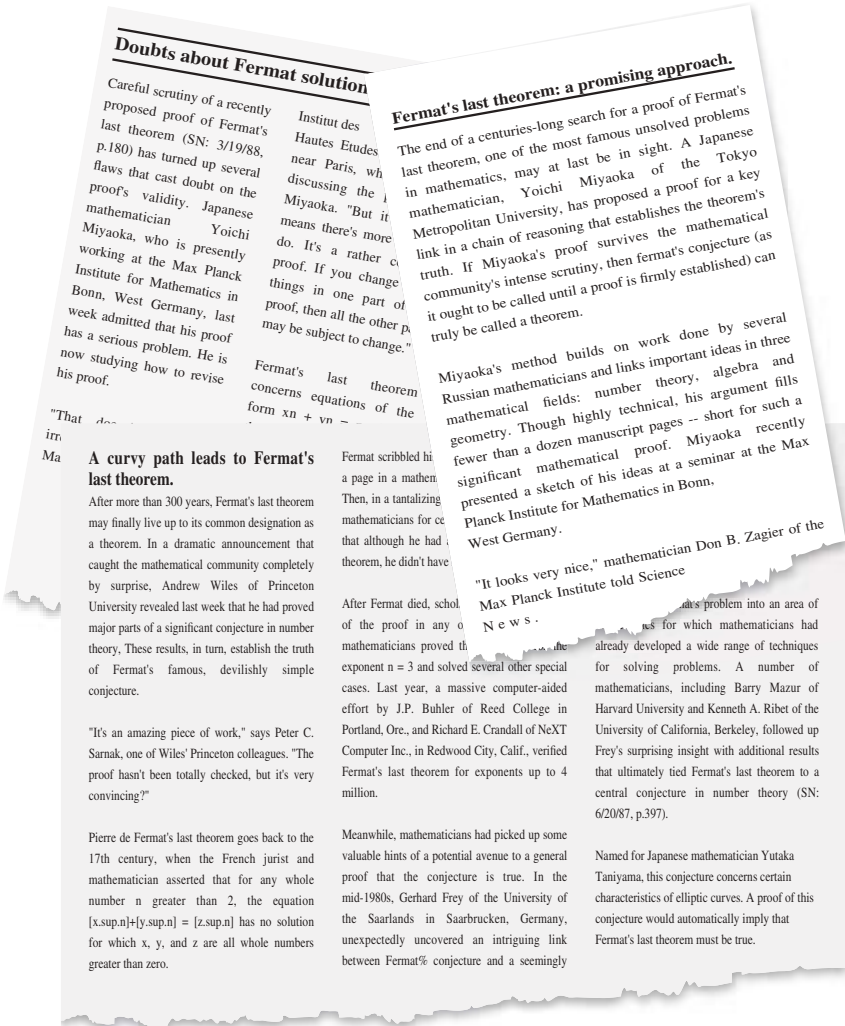 Doubts about Fermat solution
Careful scrutiny of a recently
proposed proof of Fermat's
last theorem (SN: 3/19/88,
p.180) has turned up several
flaws that cast doubt on the
proof's validity. Japanese
mathematician Yoichi
Miyaoka, who is presently
working at the Max Planck
Institute for Mathematics in
Bonn, West Germany, last
week admitted that his proof
has a serious problem. He is
now studying how to revise
his proof.
"That
Institut des
Hautes Etudes
near Paris,
discussing the
Miyaoka. "But it
means there's more
do. It's a rather
proof. If you change
things in one part of
proof, then all the other
may be subject to change."
Fermat's last theorem
concerns equations of the
form xn + yn =
Fermat's last theorem: a promising approach.
The end of a centuries-long search for a proof of Fermat's
last theorem, one of the most famous unsolved problems
in mathematics, may at last be in sight. A Japanese
mathematician, Yoichi Miyaoka of the Tokyo
Metropolitan University, has proposed a proof for a key
link in a chain of reasoning that establishes the theorem's
truth. If Miyaoka's proof survives the mathematical
community's intense scrutiny, then fermat's conjecture (as
it ought to be called until a proof is firmly established) can
truly be called a theorem.
Miyaoka's method builds on work done by several
Russian mathematicians and links important ideas in three
mathematical fields: number theory, algebra and
geometry. Though highly technical, his argument fills
fewer than a dozen manuscript pages -- short for such a
significant mathematical proof. Miyaoka recently
presented a sketch of his ideas at a seminar at the Max
Planck Institute for Mathematics in Bonn,
West Germany.
"It looks very nice," mathematician Don B. Zagier of the
Max Planck Institute told Science
News.
A curvy path leads to Fermat's
last theorem.
After more than 300 years, Fermat's last theorem
may finally live up to its common designation as
a theorem. In a dramatic announcement that
caught the mathematical community completely
by surprise, Andrew Wiles of Princeton
University revealed last week that he had proved
major parts of a significant conjecture in number
theory, These results, in turn, establish the truth
of Fermat's famous, devilishly simple
conjecture.
"It's an amazing piece of work," says Peter C.
Sarnak, one of Wiles' Princeton colleagues. "The
proof hasn't been totally checked, but it's very
convincing?"
Pierre de Fermat's last theorem goes back to the
17th century, when the French jurist and
mathematician asserted that for any whole
number n greater than 2, the equation
[x.sup.n]+[y.sup.n] = [z.sup.n] has no solution
for which x, y, and z are all whole numbers
greater than zero.
Fermat scribbled
a page in a
Then, in a tantalizing
mathematicians for
that although he had
theorem, he didn't have
After Fermat died,
of the proof in any
mathematicians proved
exponent n = 3 and solved several other special
cases. Last year, a massive computer-aided
effort by J.P. Buhler of Reed College in
Portland, Ore., and Richard E. Crandall of NeXT
Computer Inc., in Redwood City, Calif., verified
Fermat's last theorem for exponents up to 4
million.
Meanwhile, mathematicians had picked up some
valuable hints of a potential avenue to a general
proof that the conjecture is true. In the
mid-1980s, Gerhard Frey of the University of
the Saarlands in Saarbrucken, Germany,
unexpectedly uncovered an intriguing link
between Fermat% conjecture and a seemingly
problem into an area of
for which mathematicians had
already developed a wide range of techniques
for solving problems. A number of
mathematicians, including Barry Mazur of
Harvard University and Kenneth A. Ribet of the
University of California, Berkeley, followed up
Frey's surprising insight with additional results
that ultimately tied Fermat's last theorem to a
central conjecture in number theory (SN:
6/20/87, p.397).
Named for Japanese mathematician Yutaka
Taniyama, this conjecture concerns certain
characteristics of elliptic curves. A proof of this
conjecture would automatically imply that
Fermat's last theorem must be true.